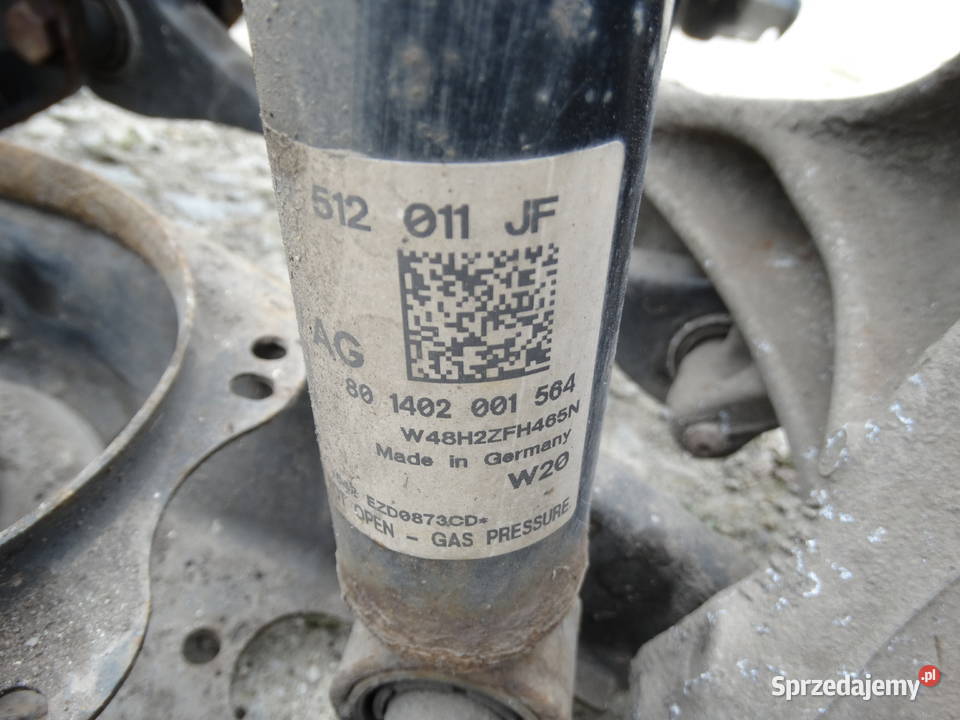 512 011 JF
AG
80 1402 001 564
W48H2ZFH465N
Made in Germany
W20
EZD0873CD*
OPEN - GAS PRESSURE
Sprzedajemy.pl